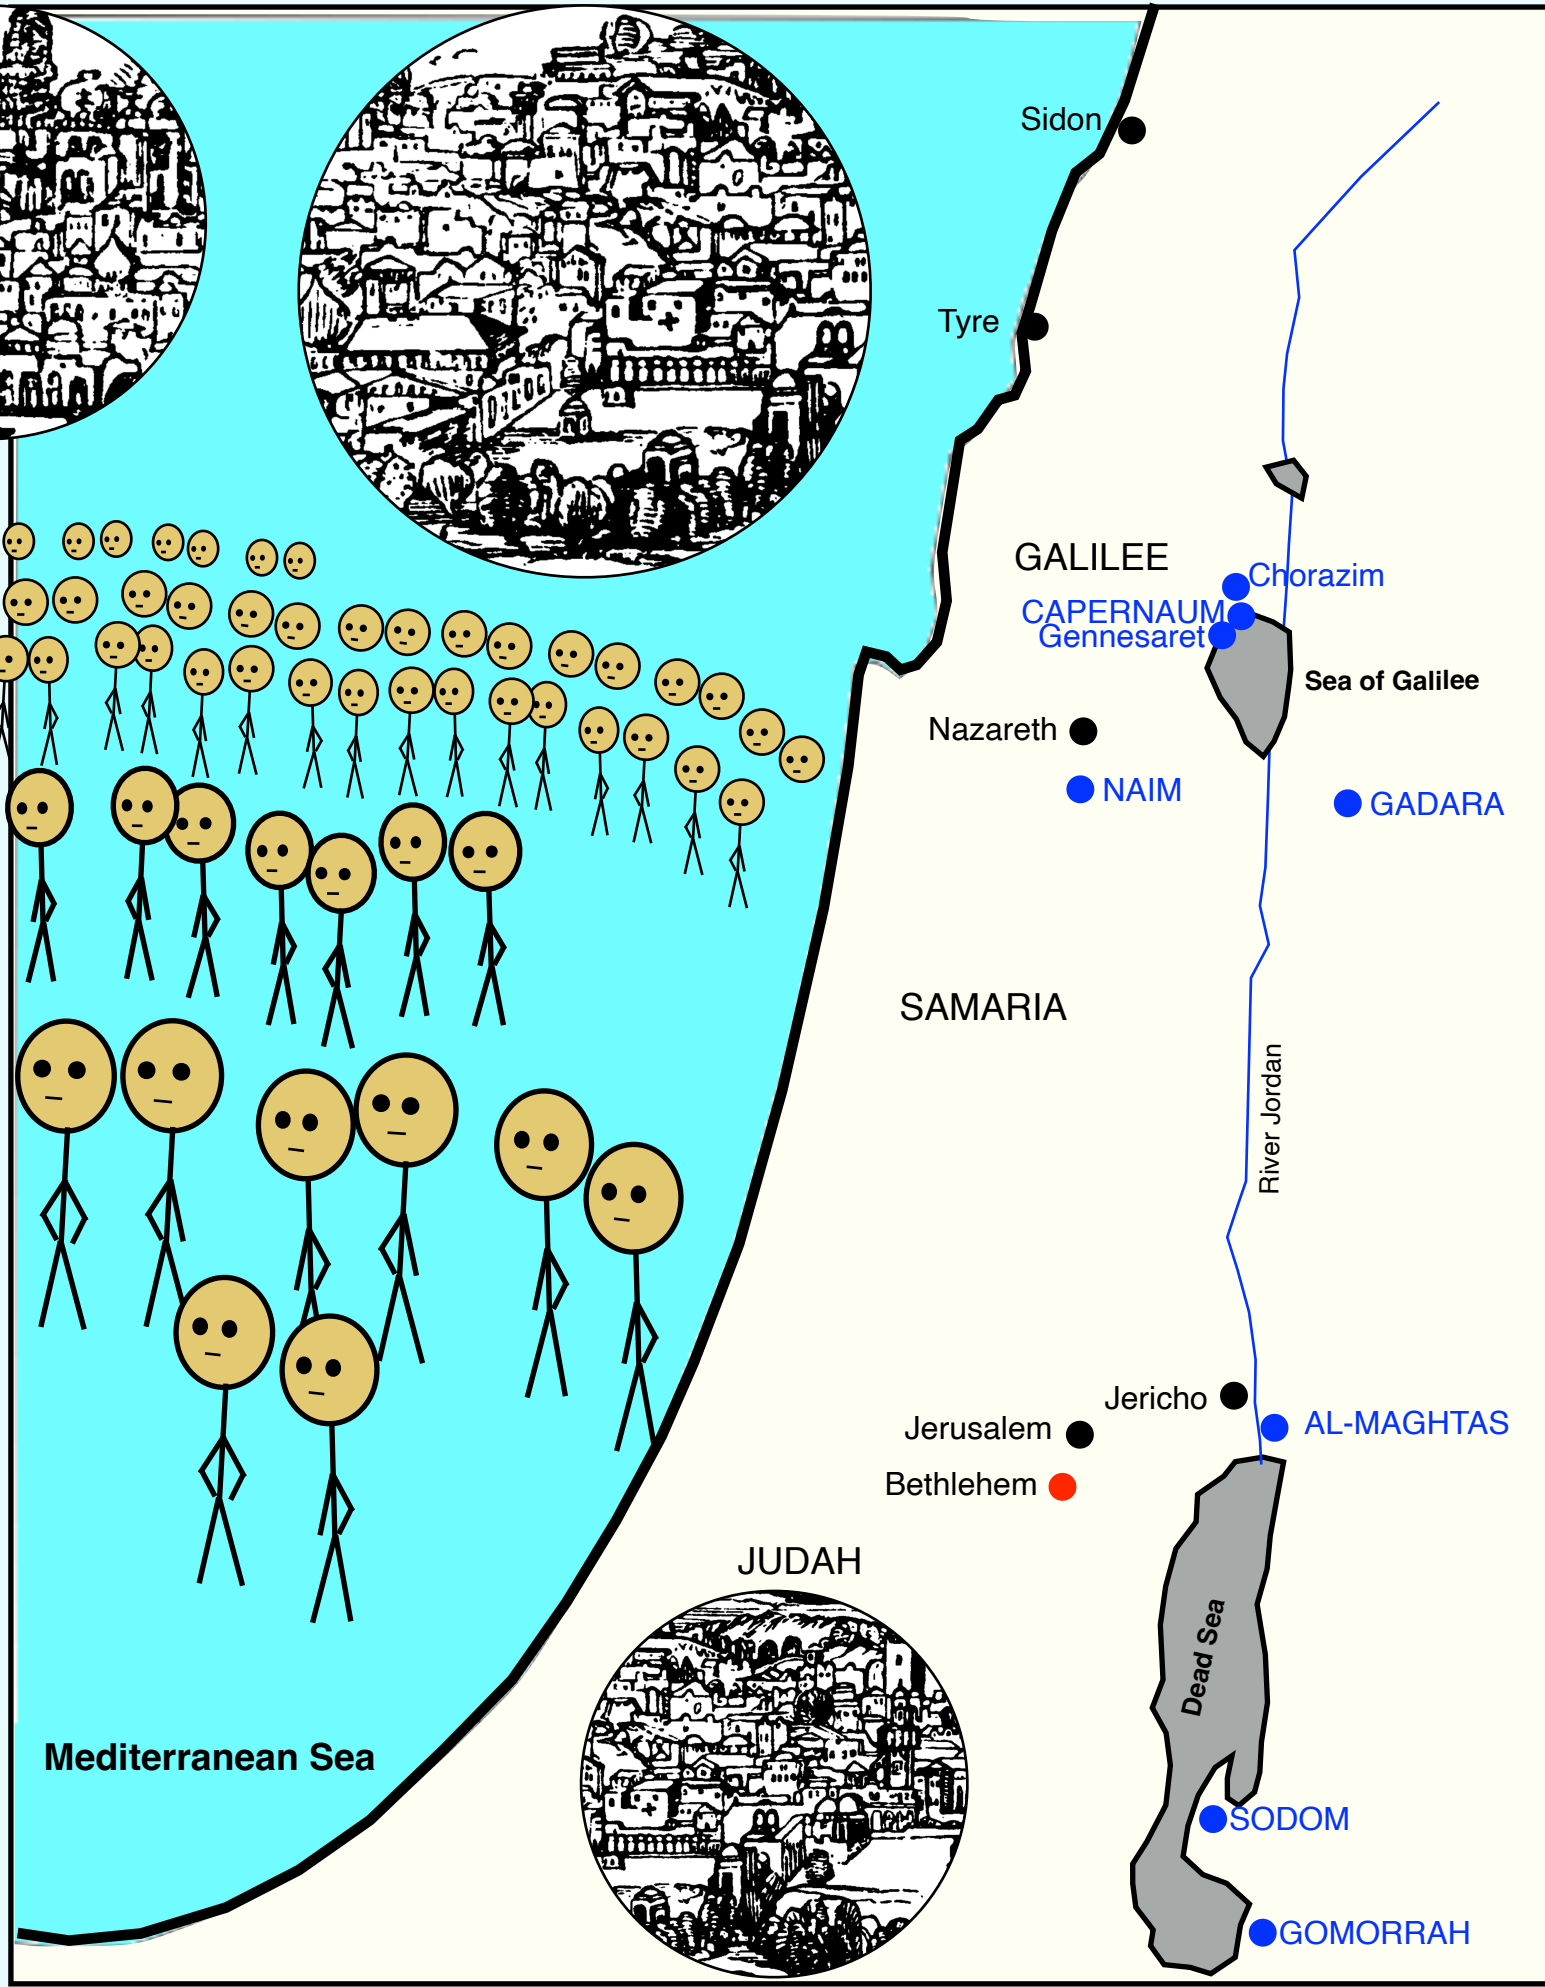 Sidon
Tyre
GALILEE
Chorazim
CAPERNAUM
Gennesaret
Sea of Galilee
Nazareth
NAIM
GADARA
SAMARIA
River Jordan
Jericho
AL-MAGHTAS
Jerusalem
Bethlehem
JUDAH
Dead Sea
Mediterranean Sea
SODOM
GOMORRAH